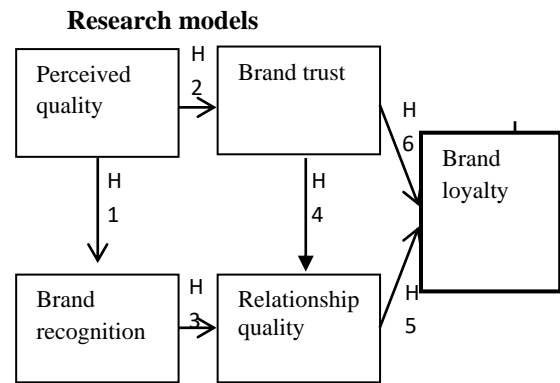 Research models
Perceived
quality
H
2
Brand trust
H
6
Brand
loyalty
H
1
H
4
Brand
recognition
H
3
Relationship
quality
H
5